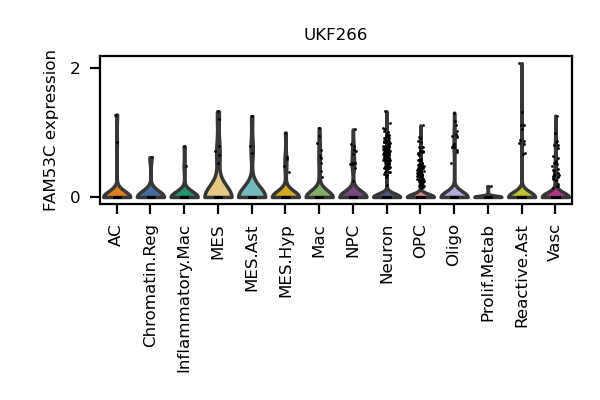 UKF266
FAM53C expression
2
0
AC
Chromatin.Reg
Inflammatory.Mac
MES
MES.Ast
MES.Hyp
Mac
NPC
Neuron
OPC
Oligo
Prolif.Metab
Reactive.Ast
Vasc